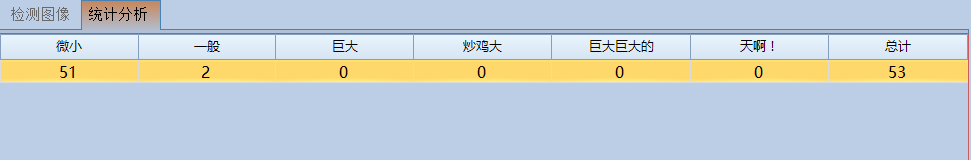 检测图像 统计分析
微小 一般 巨大 炒鸡大 巨大巨大的 天啊！ 总计
51 2 0 0 0 0 53